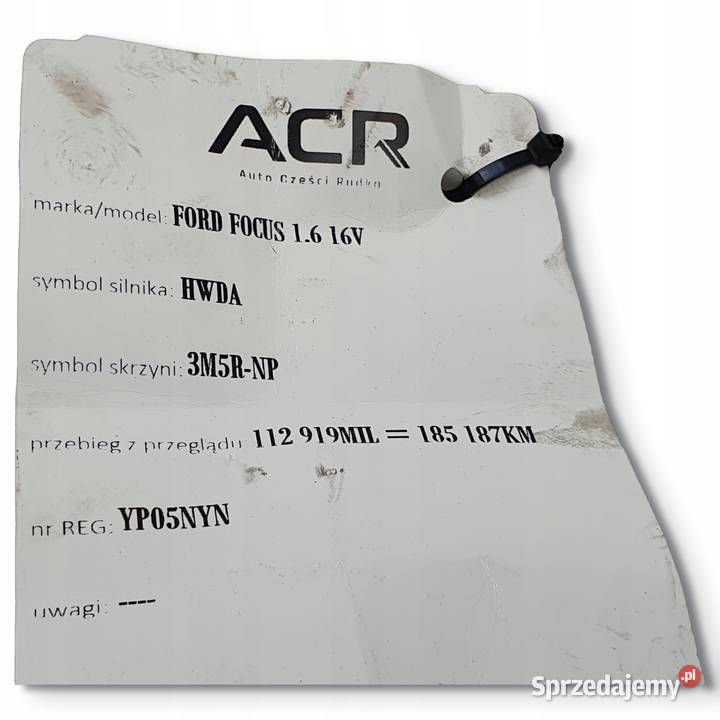 ACR
Auto Części Rudka
marka/model: FORD FOCUS 1.6 16V
symbol silnika: HWDA
symbol skrzyni: 3M5R-NP
przebieg z przeglądu: 112 919MIL = 185 187KM
nr REG: YP05NYN
uwagi: ----
Sprzedajemy.pl